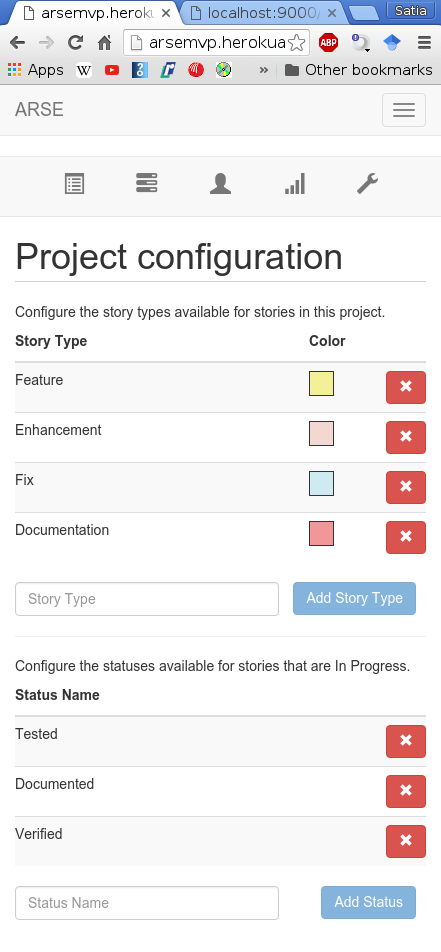 arsemvp.heroku
localhost:9000/
Satia
arsemvp.herokua
ABP
Apps
W
»
Other bookmarks
ARSE
Project configuration
Configure the story types available for stories in this project.
Story Type Color
Feature
Enhancement
Fix
Documentation
Story Type Add Story Type
Configure the statuses available for stories that are In Progress.
Status Name
Tested
Documented
Verified
Status Name Add Status